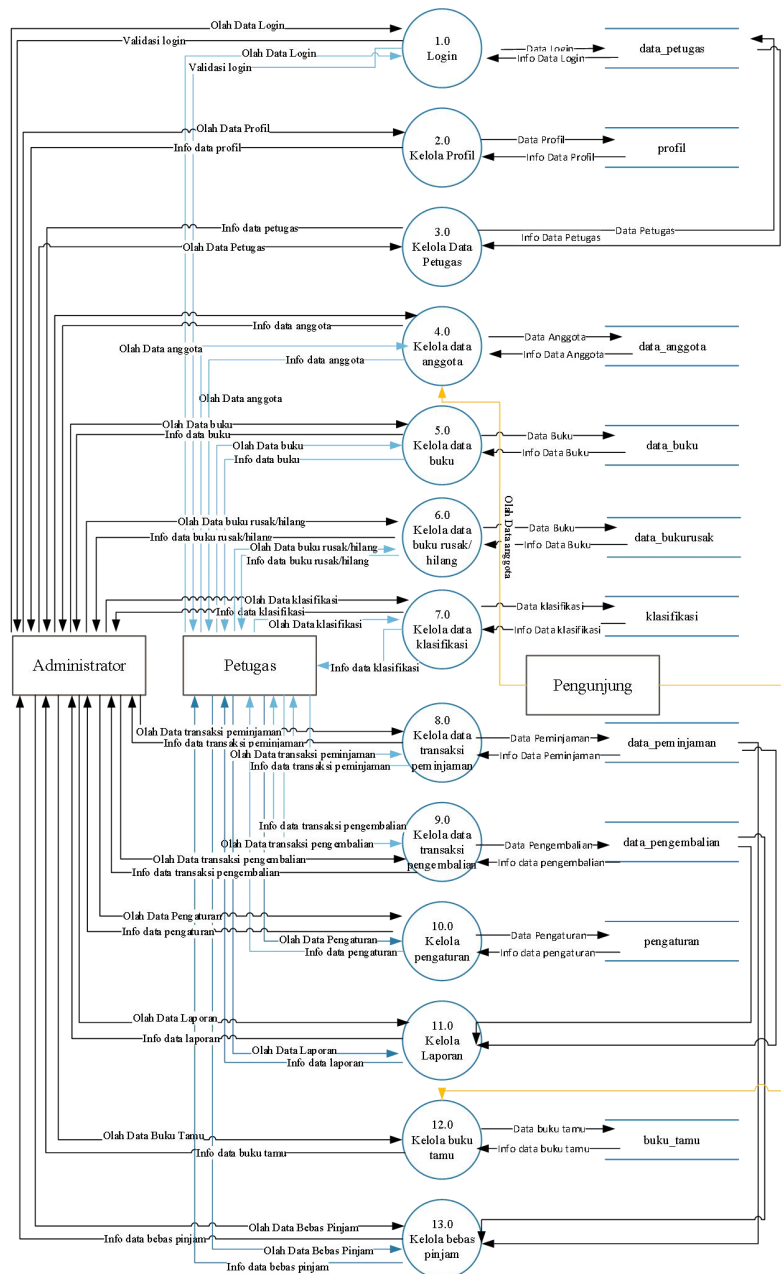 Olah Data Login
Validasi login
Olah Data Login
Validasi login
1.0
Login
Data Login
Info Data Login
data_petugas
Olah Data Profil
Info data profil
2.0
Kelola Profil
Data Profil
Info Data Profil
profil
Info data petugas
Olah Data Petugas
3.0
Kelola Data
Petugas
Data Petugas
Info Data Petugas
Info data anggota
Olah Data anggota
Info data anggota
Olah Data anggota
4.0
Kelola data
anggota
Data Anggota
Info Data Anggota
data_anggota
Olah Data buku
Info data buku
Olah Data buku
Info data buku
5.0
Kelola data
buku
Data Buku
Info Data Buku
data_buku
Olah Data anggota
Olah Data buku rusak/hilang
Info data buku rusak/hilang
Olah Data buku rusak/hilang
Info data buku rusak/hilang
6.0
Kelola data
buku rusak/
hilang
Data Buku
Info Data Buku
data_bukurusak
Olah Data klasifikasi
Info data klasifikasi
Olah Data klasifikasi
Info data klasifikasi
7.0
Kelola data
klasifikasi
Data klasifikasi
Info Data klasifikasi
klasifikasi
Administrator
Petugas
Pengunjung
Olah Data transaksi peminjaman
Info data transaksi peminjaman
Olah Data transaksi peminjaman
Info data transaksi peminjaman
8.0
Kelola data
transaksi
peminjaman
Data Peminjaman
Info Data Peminjaman
data_peminjaman
Info data transaksi pengembalian
Olah Data transaksi pengembalian
Olah Data transaksi pengembalian
Info data transaksi pengembalian
9.0
Kelola data
transaksi
pengembalian
Data Pengembalian
Info data pengembalian
data_pengembalian
Olah Data Pengaturan
Info data pengaturan
Olah Data Pengaturan
Info data pengaturan
10.0
Kelola
pengaturan
Data Pengaturan
Info data pengaturan
pengaturan
Olah Data Laporan
Info data laporan
Olah Data Laporan
Info data laporan
11.0
Kelola
Laporan
Olah Data Buku Tamu
Info data buku tamu
12.0
Kelola buku
tamu
Data buku tamu
Info data buku tamu
buku_tamu
Olah Data Bebas Pinjam
Info data bebas pinjam
Olah Data Bebas Pinjam
Info data bebas pinjam
13.0
Kelola bebas
pinjam